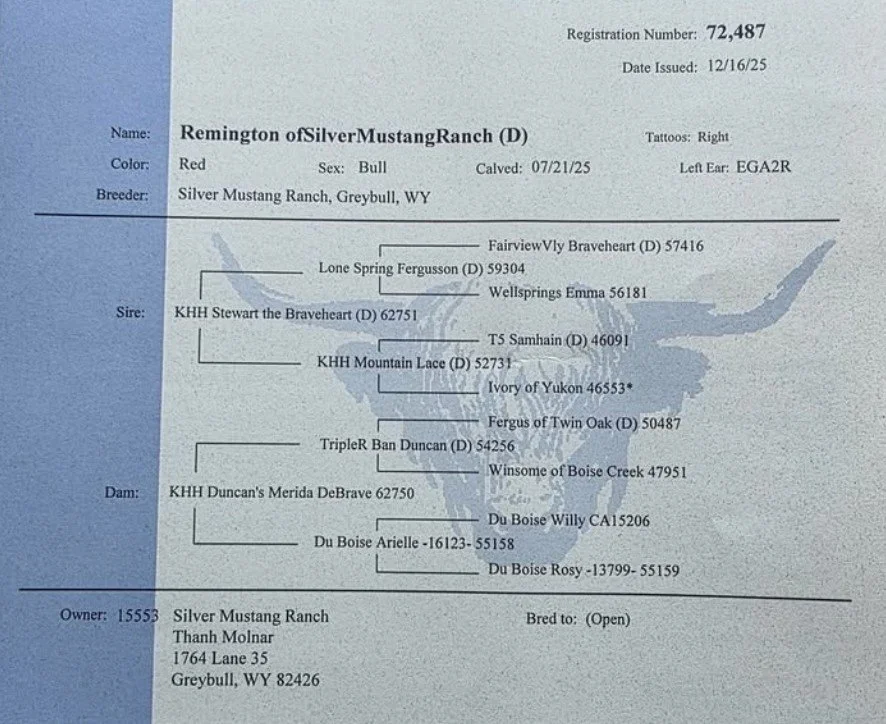 Registration Number: 72,487
Date Issued: 12/16/25
Name: Remington ofSilverMustangRanch (D) Tattoos: Right
Color: Red Sex: Bull Calved: 07/21/25 Left Ear: EGA2R
Breeder: Silver Mustang Ranch, Greybull, WY
FairviewVly Braveheart (D) 57416
Lone Spring Fergusson (D) 59304
Wellsprings Emma 56181
Sire: KHH Stewart the Braveheart (D) 62751
T5 Samhain (D) 46091
KHH Mountain Lace (D) 52731
Ivory of Yukon 46553*
Fergus of Twin Oak (D) 50487
TripleR Ban Duncan (D) 54256
Winsome of Boise Creek 47951
Dam: KHH Duncan's Merida DeBrave 62750
Du Boise Willy CA15206
Du Boise Arielle -16123- 55158
Du Boise Rosy -13799- 55159
Owner: 15553 Silver Mustang Ranch Bred to: (Open)
Thanh Molnar
1764 Lane 35
Greybull, WY 82426